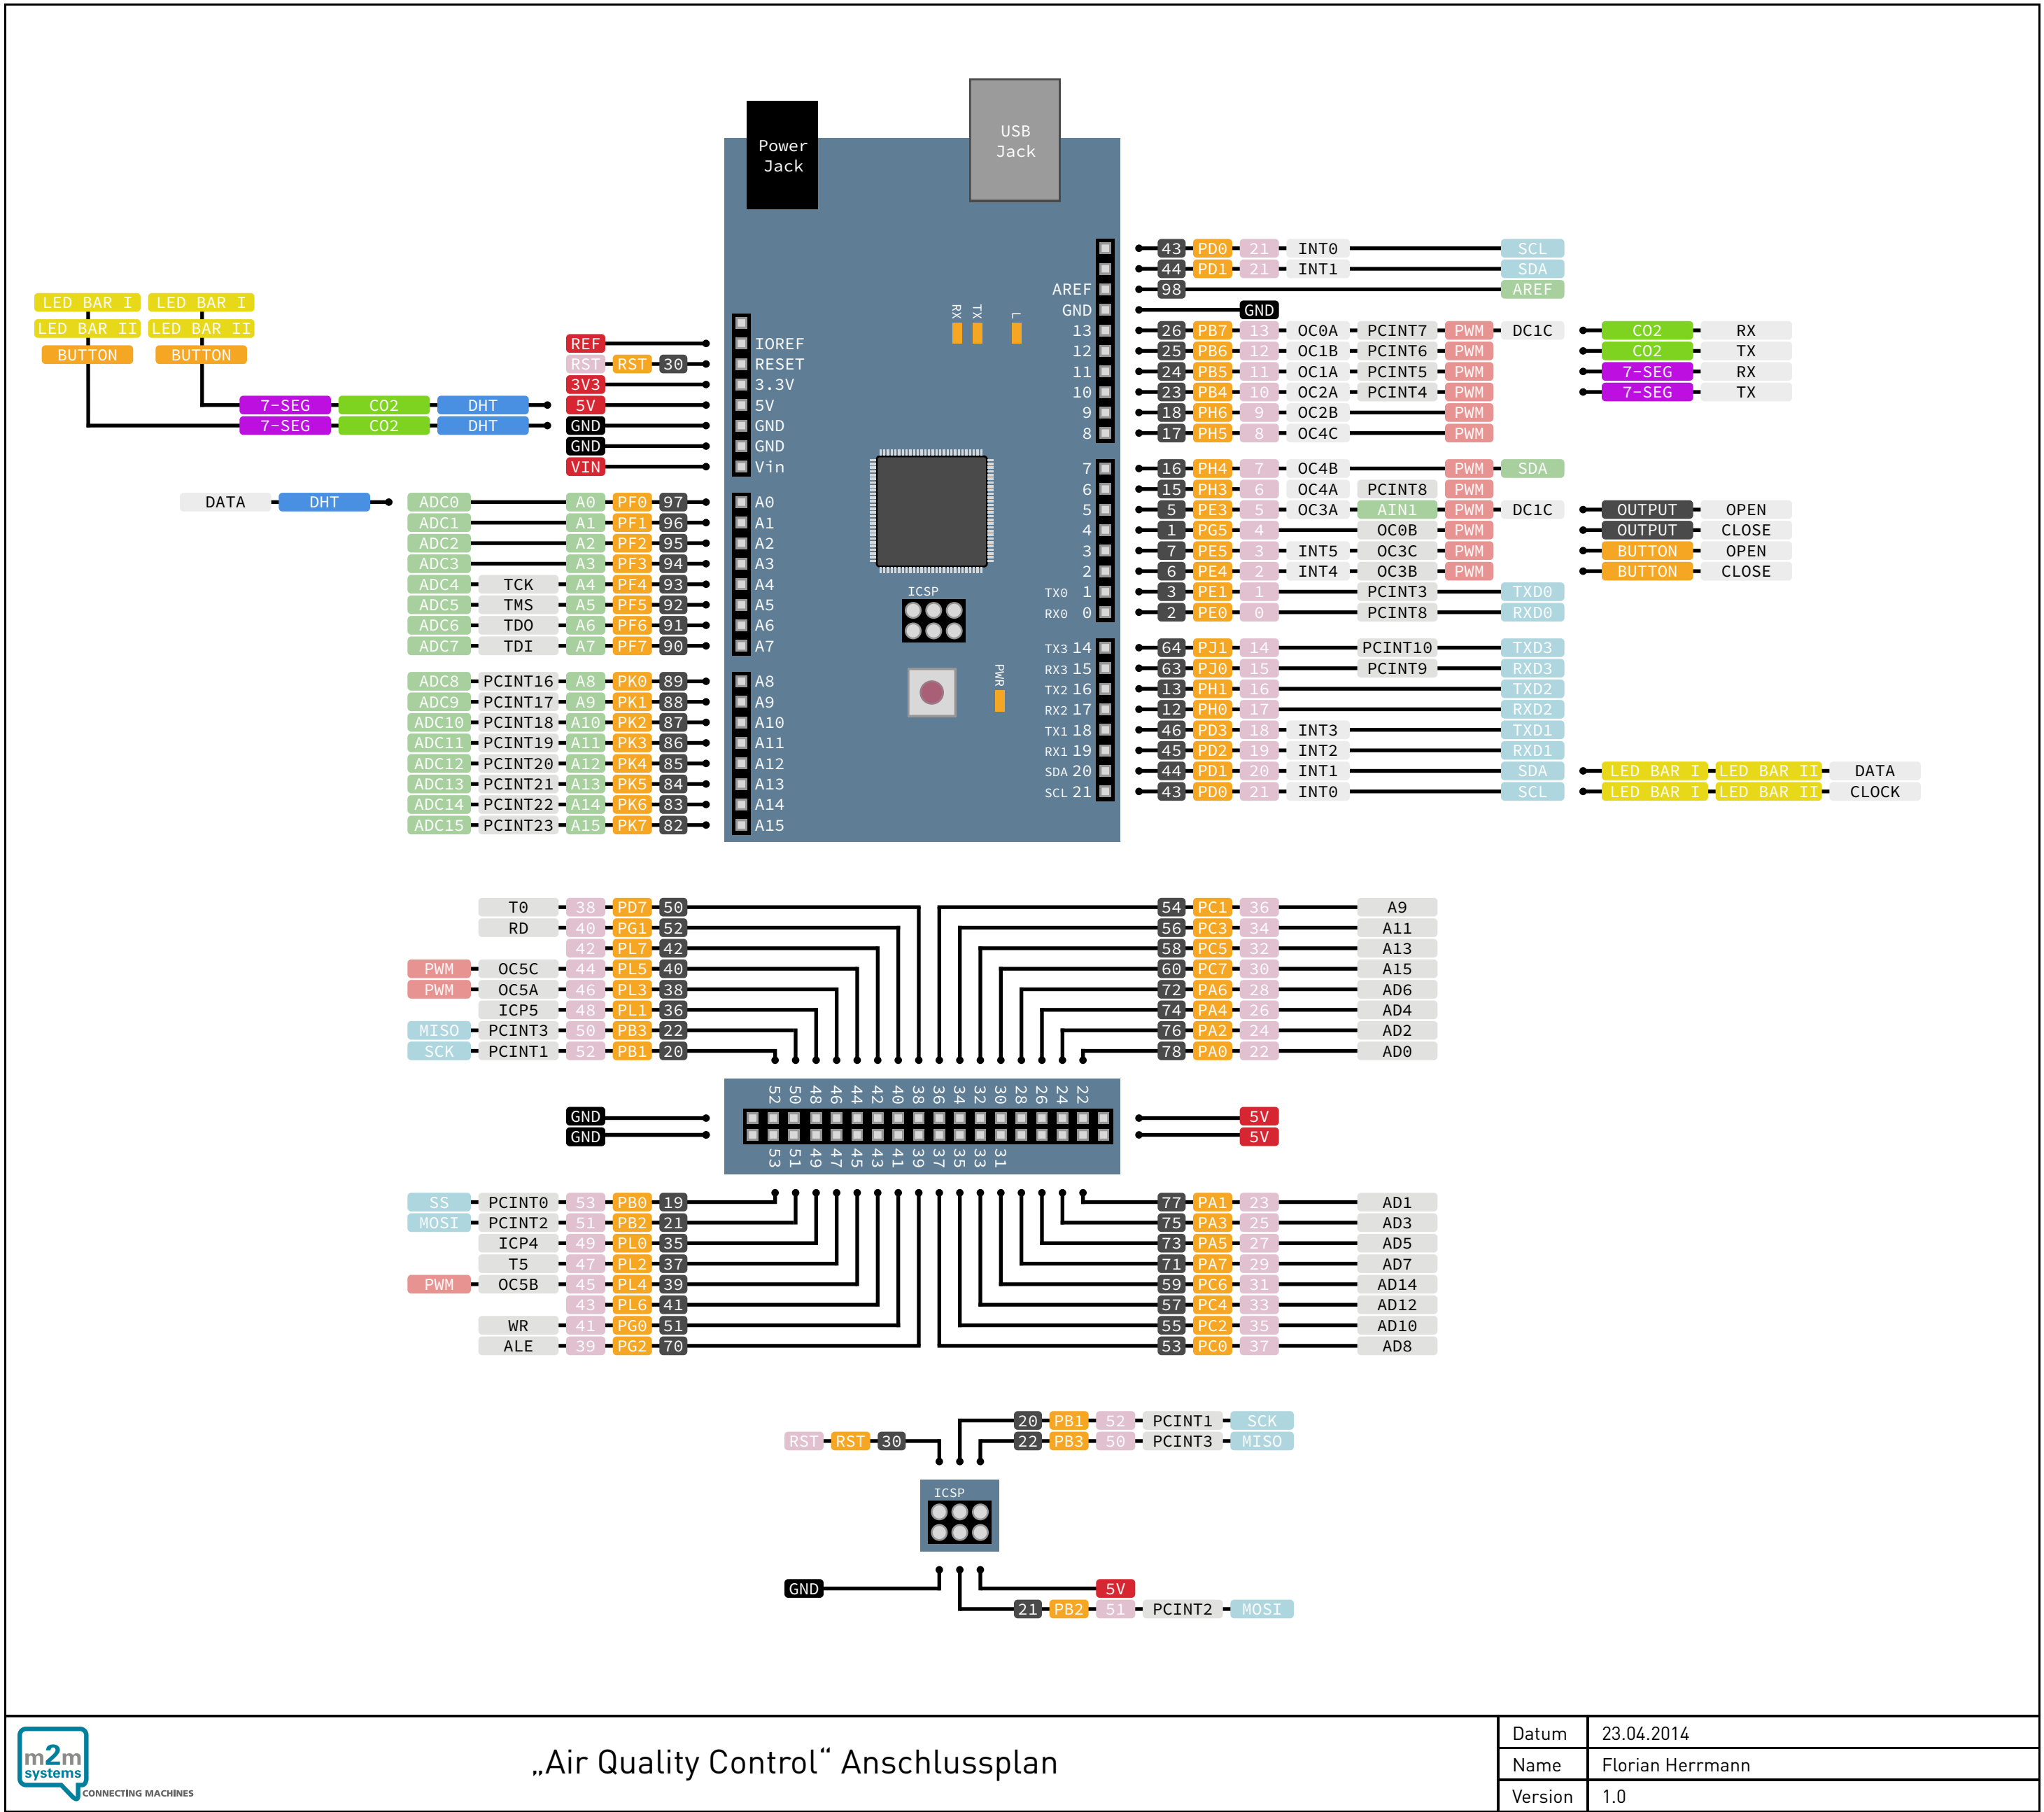 Power
Jack
USB
Jack
43 PD0 21 INT0 SCL
44 PD1 21 INT1 SDA
AREF 98 AREF
GND GND
RX TX L
LED BAR I LED BAR I
LED BAR II LED BAR II
BUTTON BUTTON
REF IOREF
RST RST 30 RESET
3V3 3.3V
7-SEG CO2 DHT 5V 5V
7-SEG CO2 DHT GND GND
GND GND
VIN Vin
13 26 PB7 13 OC0A PCINT7 PWM DC1C CO2 RX
12 25 PB6 12 OC1B PCINT6 PWM CO2 TX
11 24 PB5 11 OC1A PCINT5 PWM 7-SEG RX
10 23 PB4 10 OC2A PCINT4 PWM 7-SEG TX
9 18 PH6 9 OC2B PWM
8 17 PH5 8 OC4C PWM
7 16 PH4 7 OC4B PWM SDA
6 15 PH3 6 OC4A PCINT8 PWM
5 5 PE3 5 OC3A AIN1 PWM DC1C OUTPUT OPEN
4 1 PG5 4 OC0B PWM OUTPUT CLOSE
3 7 PE5 3 INT5 OC3C PWM BUTTON OPEN
2 6 PE4 2 INT4 OC3B PWM BUTTON CLOSE
TX0 1 3 PE1 1 PCINT3 TXD0
RX0 0 2 PE0 0 PCINT8 RXD0
DATA DHT ADC0 A0 PF0 97 A0
ADC1 A1 PF1 96 A1
ADC2 A2 PF2 95 A2
ADC3 A3 PF3 94 A3
ADC4 TCK A4 PF4 93 A4
ADC5 TMS A5 PF5 92 A5
ADC6 TDO A6 PF6 91 A6
ADC7 TDI A7 PF7 90 A7
ICSP
PWR
TX3 14 64 PJ1 14 PCINT10 TXD3
RX3 15 63 PJ0 15 PCINT9 RXD3
TX2 16 13 PH1 16 TXD2
RX2 17 12 PH0 17 RXD2
TX1 18 46 PD3 18 INT3 TXD1
RX1 19 45 PD2 19 INT2 RXD1
SDA 20 44 PD1 20 INT1 SDA LED BAR I LED BAR II DATA
SCL 21 43 PD0 21 INT0 SCL LED BAR I LED BAR II CLOCK
ADC8 PCINT16 A8 PK0 89 A8
ADC9 PCINT17 A9 PK1 88 A9
ADC10 PCINT18 A10 PK2 87 A10
ADC11 PCINT19 A11 PK3 86 A11
ADC12 PCINT20 A12 PK4 85 A12
ADC13 PCINT21 A13 PK5 84 A13
ADC14 PCINT22 A14 PK6 83 A14
ADC15 PCINT23 A15 PK7 82 A15
T0 38 PD7 50 54 PC1 36 A9
RD 40 PG1 52 56 PC3 34 A11
42 PL7 42 58 PC5 32 A13
PWM OC5C 44 PL5 40 60 PC7 30 A15
PWM OC5A 46 PL3 38 72 PA6 28 AD6
ICP5 48 PL1 36 74 PA4 26 AD4
MISO PCINT3 50 PB3 22 76 PA2 24 AD2
SCK PCINT1 52 PB1 20 78 PA0 22 AD0
52 50 48 46 44 42 40 38 36 34 32 30 28 26 24 22
GND 5V
GND 5V
53 51 49 47 45 43 41 39 37 35 33 31
SS PCINT0 53 PB0 19 77 PA1 23 AD1
MOSI PCINT2 51 PB2 21 75 PA3 25 AD3
ICP4 49 PL0 35 73 PA5 27 AD5
T5 47 PL2 37 71 PA7 29 AD7
PWM OC5B 45 PL4 39 59 PC6 31 AD14
43 PL6 41 57 PC4 33 AD12
WR 41 PG0 51 55 PC2 35 AD10
ALE 39 PG2 70 53 PC0 37 AD8
20 PB1 52 PCINT1 SCK
RST RST 30 22 PB3 50 PCINT3 MISO
ICSP
GND 5V
21 PB2 51 PCINT2 MOSI
m2m
systems
CONNECTING MACHINES
„Air Quality Control“ Anschlussplan
Datum 23.04.2014
Name Florian Herrmann
Version 1.0